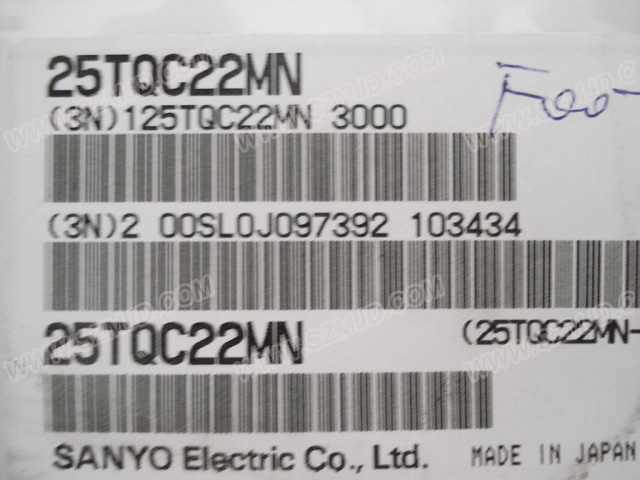 25TQC22MN
(3N)125TQC22MN 3000
(3N)2 00SL0J097392 103434
25TQC22MN
(25TQC22MN-
SANYO Electric Co., Ltd.
MADE IN JAPAN